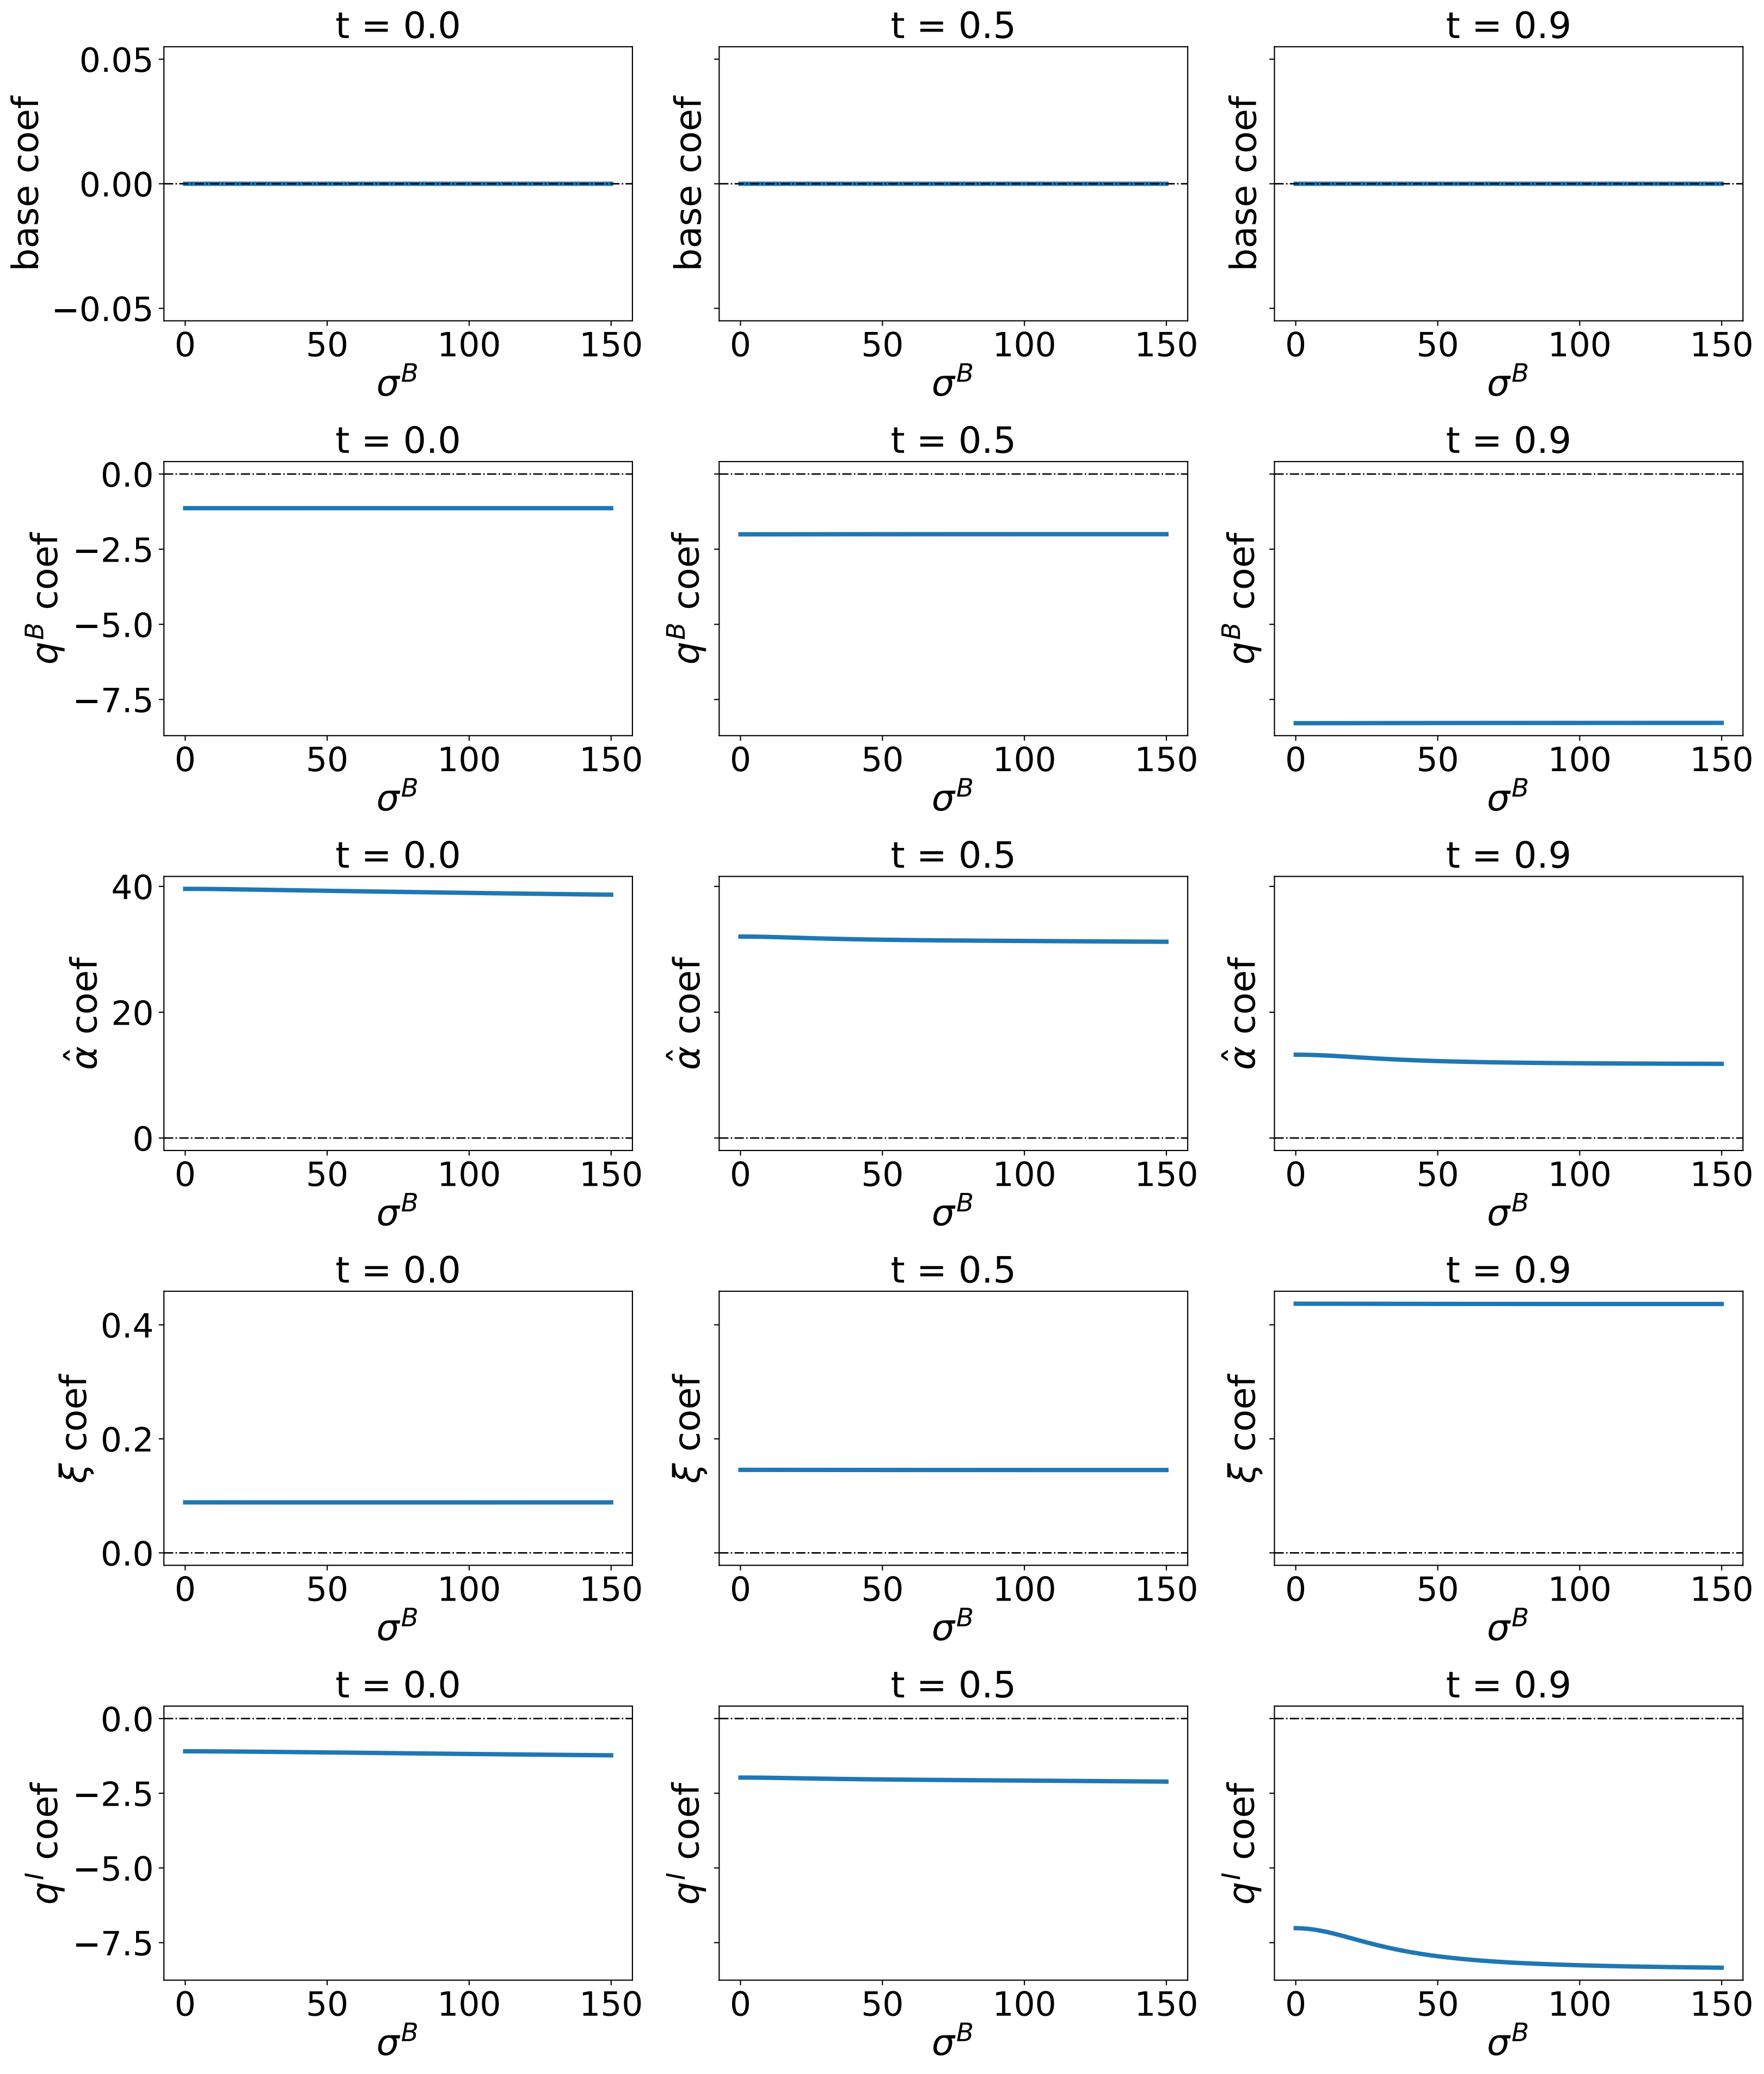 t = 0.0 t = 0.5 t = 0.9
base coef 0.05 0.00 −0.05 base coef base coef
0 50 100 150 0 50 100 150 0 50 100 150
σ^B σ^B σ^B
t = 0.0 t = 0.5 t = 0.9
q^B coef 0.0 −2.5 −5.0 −7.5 q^B coef q^B coef
0 50 100 150 0 50 100 150 0 50 100 150
σ^B σ^B σ^B
t = 0.0 t = 0.5 t = 0.9
α̂ coef 40 20 0 α̂ coef α̂ coef
0 50 100 150 0 50 100 150 0 50 100 150
σ^B σ^B σ^B
t = 0.0 t = 0.5 t = 0.9
ξ coef 0.4 0.2 0.0 ξ coef ξ coef
0 50 100 150 0 50 100 150 0 50 100 150
σ^B σ^B σ^B
t = 0.0 t = 0.5 t = 0.9
q^I coef 0.0 −2.5 −5.0 −7.5 q^I coef q^I coef
0 50 100 150 0 50 100 150 0 50 100 150
σ^B σ^B σ^B